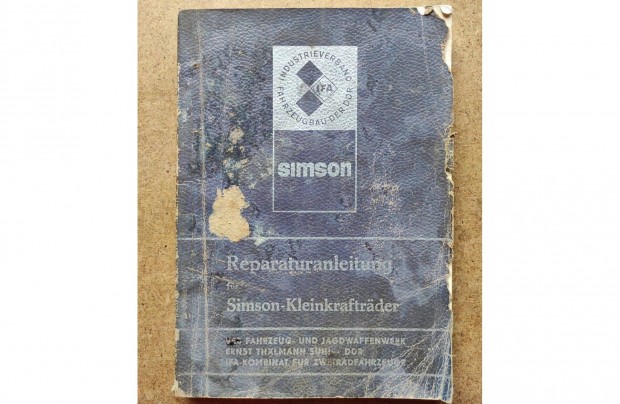 INDUSTRIEVERBAND
FAHRZEUGBAU·DER·DDR
IFA
simson
Reparaturanleitung
für
Simson-Kleinkrafträder
FAHRZEUG- UND JAGDWAFFENWERK
ERNST THÄLMANN SUHL · DDR
IFA-KOMBINAT FÜR ZWEIRADFAHRZEUGE